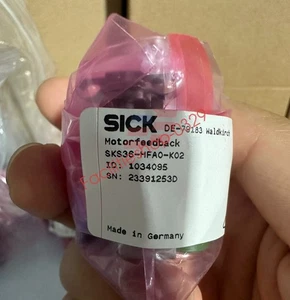 SICK DE-79183 Waldkirch
Motorfeedback
SKS36-HFA0-K02
ID: 1034095
SN: 23391253D
Made in Germany